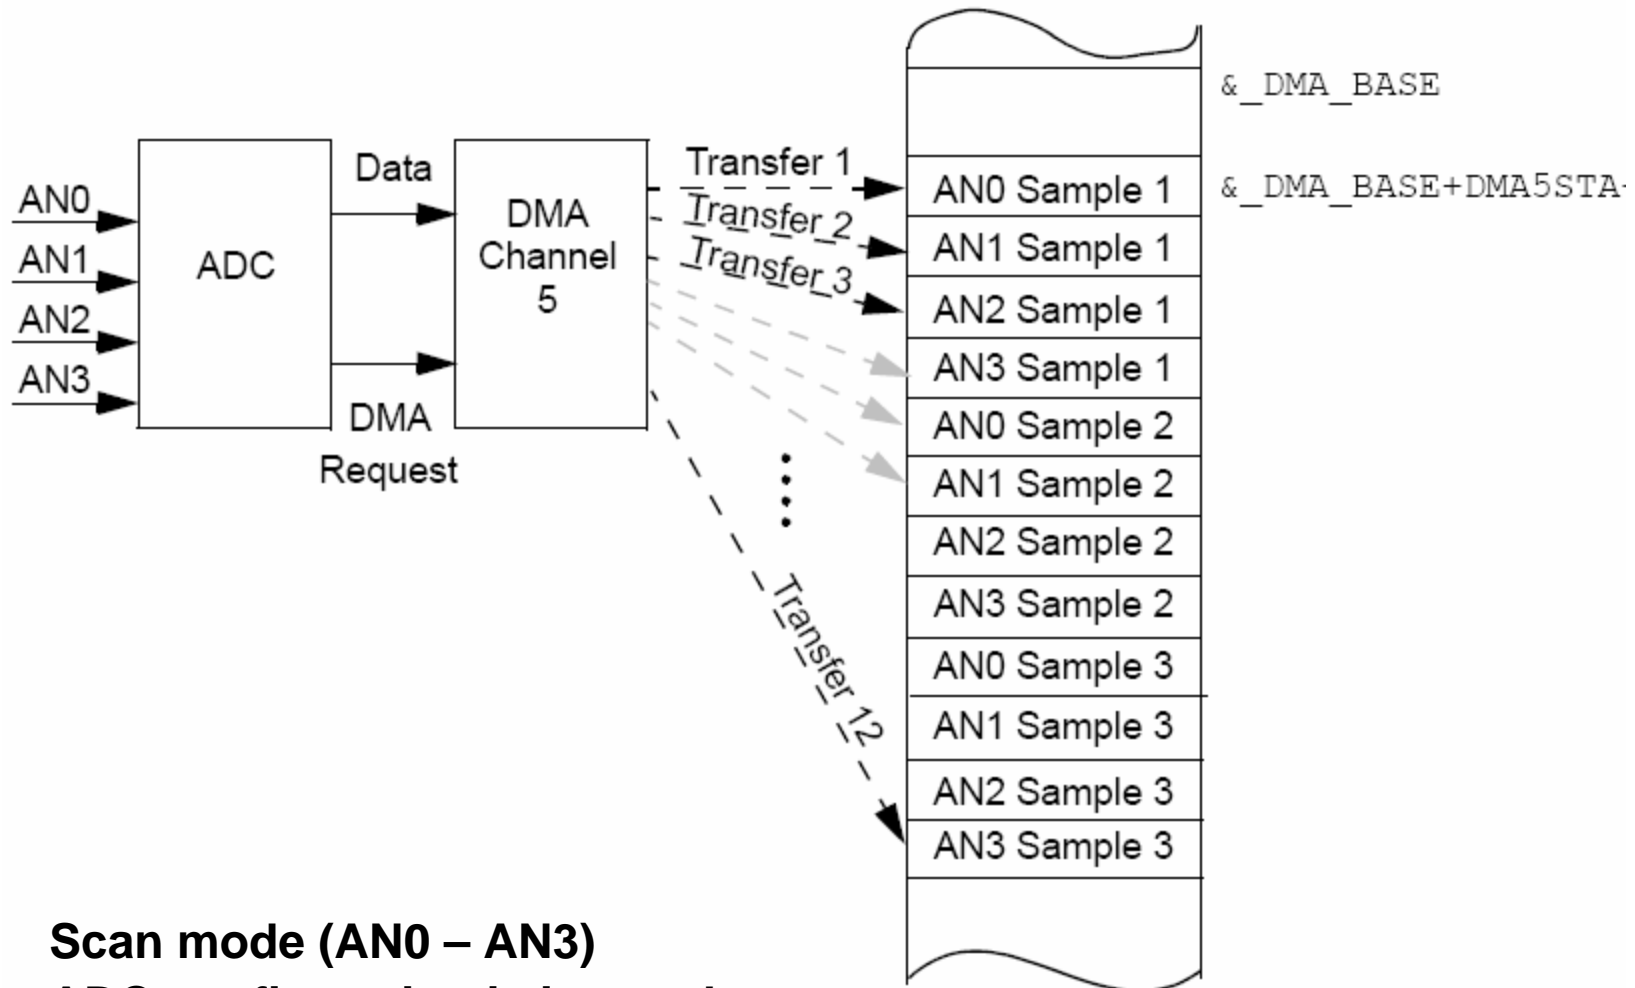 &_DMA_BASE
&_DMA_BASE+DMA5STA
AN0
AN1
AN2
AN3
ADC
Data
DMA
Request
DMA
Channel
5
Transfer 1
Transfer 2
Transfer 3
Transfer 12
AN0 Sample 1
AN1 Sample 1
AN2 Sample 1
AN3 Sample 1
AN0 Sample 2
AN1 Sample 2
AN2 Sample 2
AN3 Sample 2
AN0 Sample 3
AN1 Sample 3
AN2 Sample 3
AN3 Sample 3
Scan mode (AN0 – AN3)